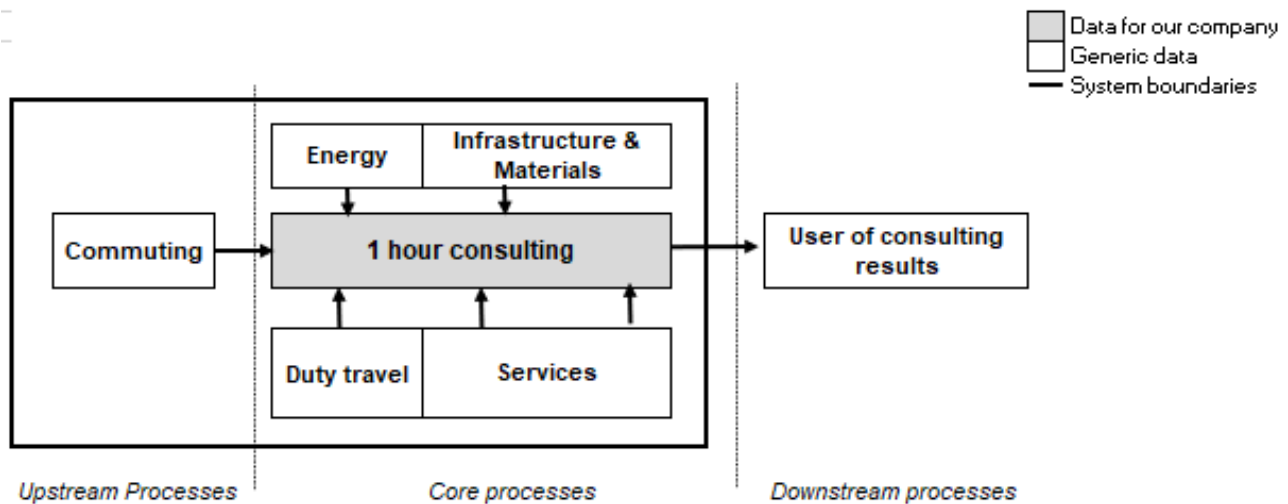 Data for our company
Generic data
System boundaries
Energy
Infrastructure &
Materials
Commuting
1 hour consulting
User of consulting
results
Duty travel
Services
Upstream Processes
Core processes
Downstream processes